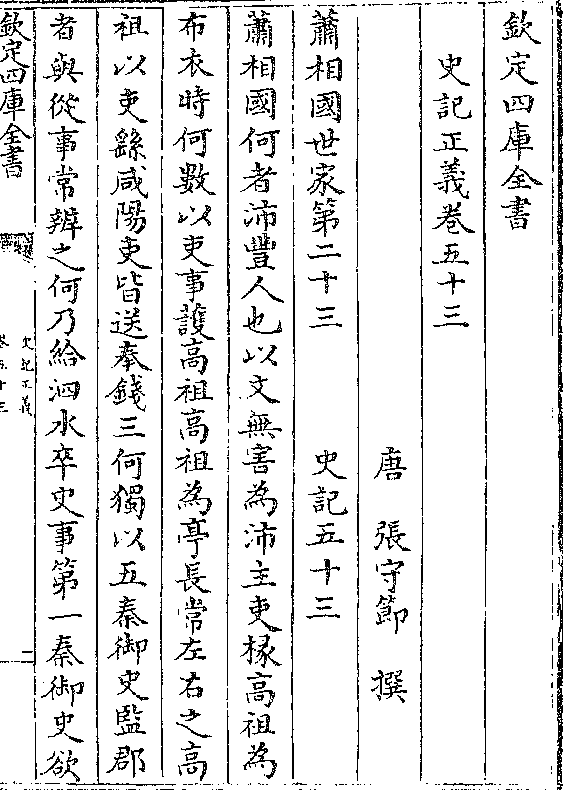 欽定四庫全書
史記正義卷五十三
唐 張守節 撰
蕭相國世家第二十三 史記五十三
蕭相國何者沛豐人也以文無害為沛主吏掾高祖為
布衣時何數以吏事護高祖高祖為亭長常左右之高
祖以吏繇咸陽吏皆送奉錢三何獨以五秦御史監郡
者與從事常辨之何乃給泗水卒史事第一秦御史欲
欽定四庫全書
史記正義
卷五十三
一